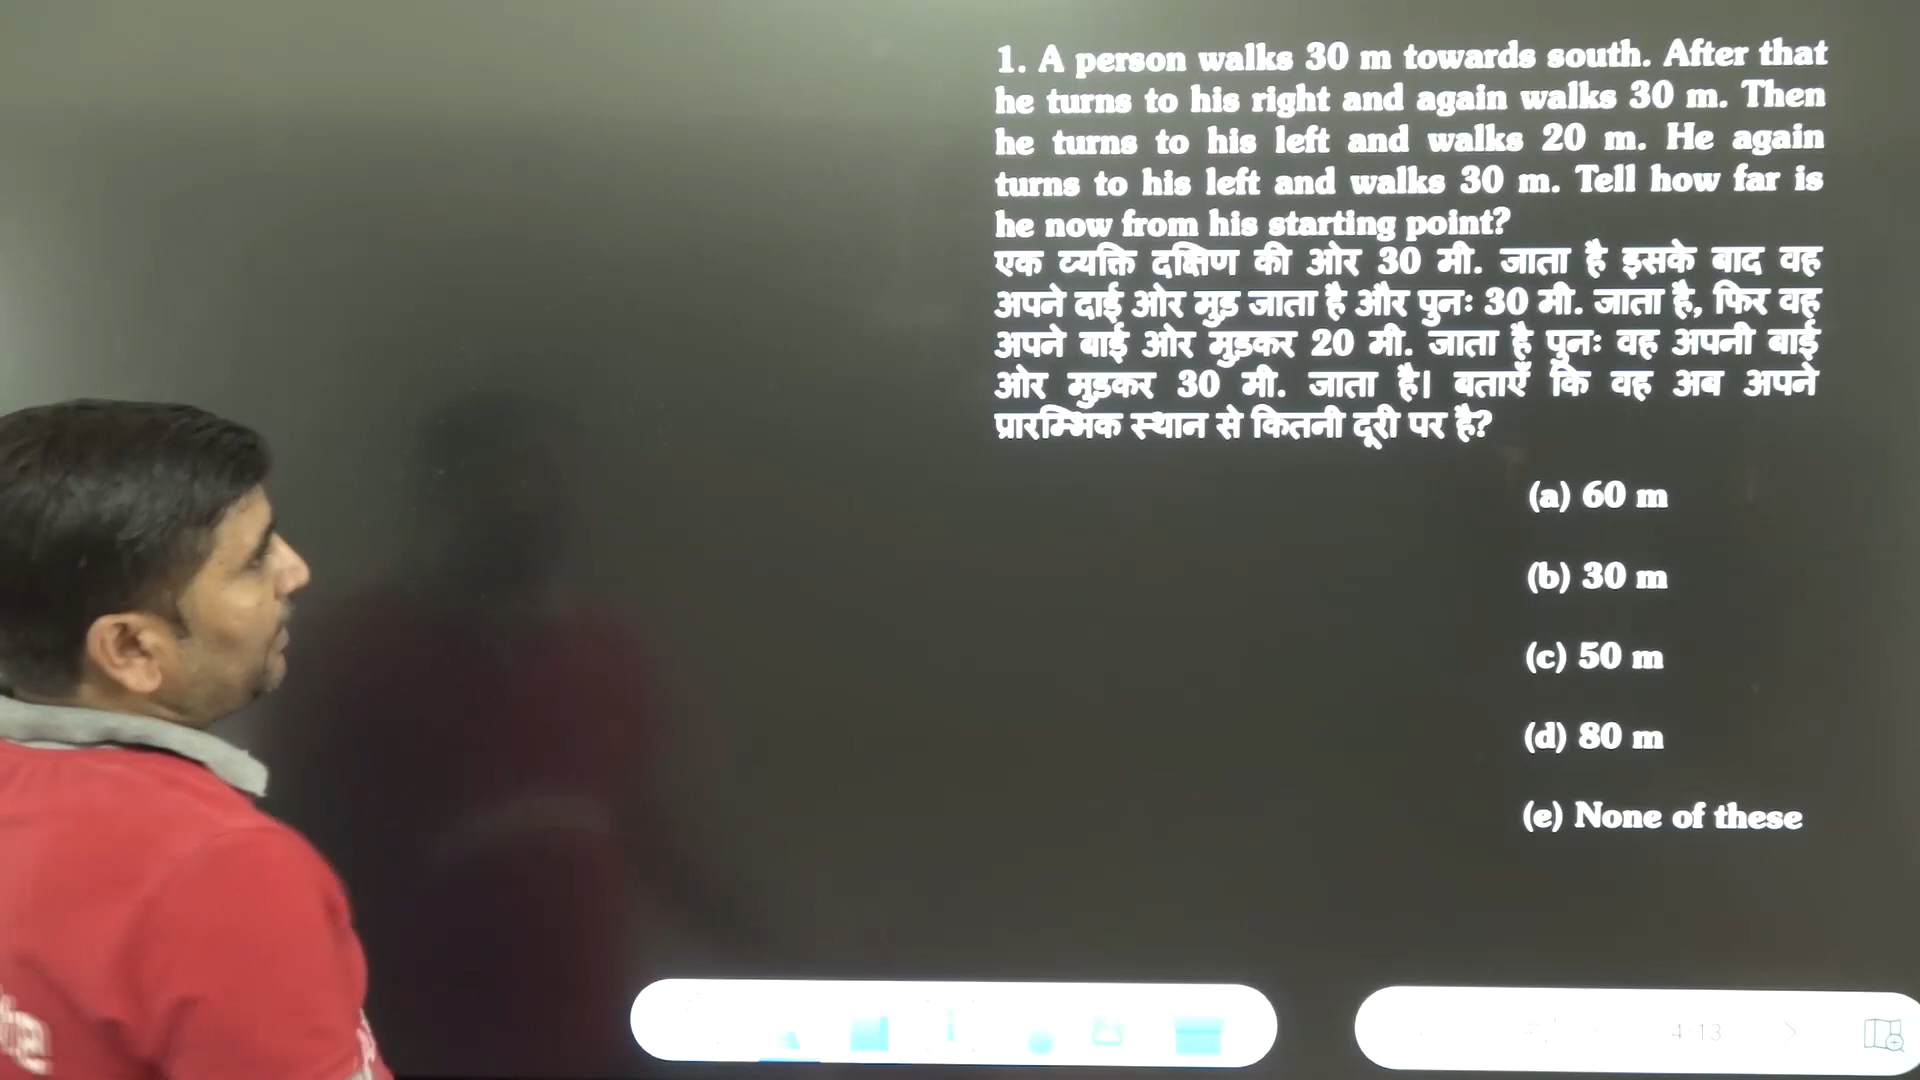 1. A person walks 30 m towards south. After that
he turns to his right and again walks 30 m. Then
he turns to his left and walks 20 m. He again
turns to his left and walks 30 m. Tell how far is
he now from his starting point?
एक व्यक्ति दक्षिण की ओर 30 मी. जाता है इसके बाद वह
अपने दाईं ओर मुड़ जाता है और पुनः 30 मी. जाता है, फिर वह
अपने बाईं ओर मुड़कर 20 मी. जाता है पुनः वह अपनी बाईं
ओर मुड़कर 30 मी. जाता है। बताएँ कि वह अब अपने
प्रारम्भिक स्थान से कितनी दूरी पर है?
(a) 60 m
(b) 30 m
(c) 50 m
(d) 80 m
(e) None of these
4 13